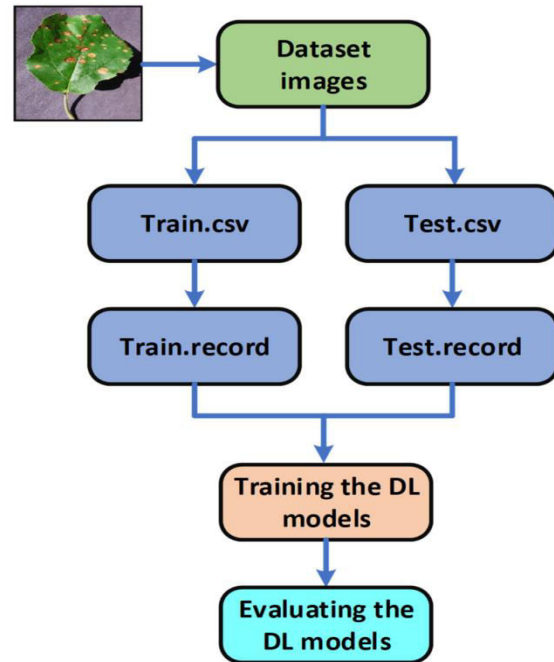 Dataset
images
Train.csv
Test.csv
Train.record
Test.record
Training the DL
models
Evaluating the
DL models